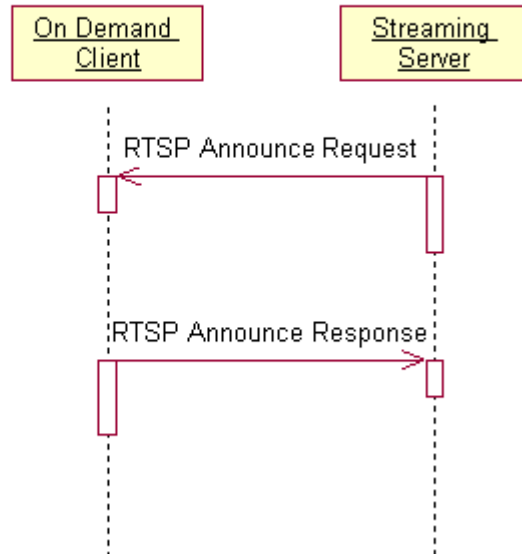 On Demand
Client
Streaming
Server
RTSP Announce Request
RTSP Announce Response